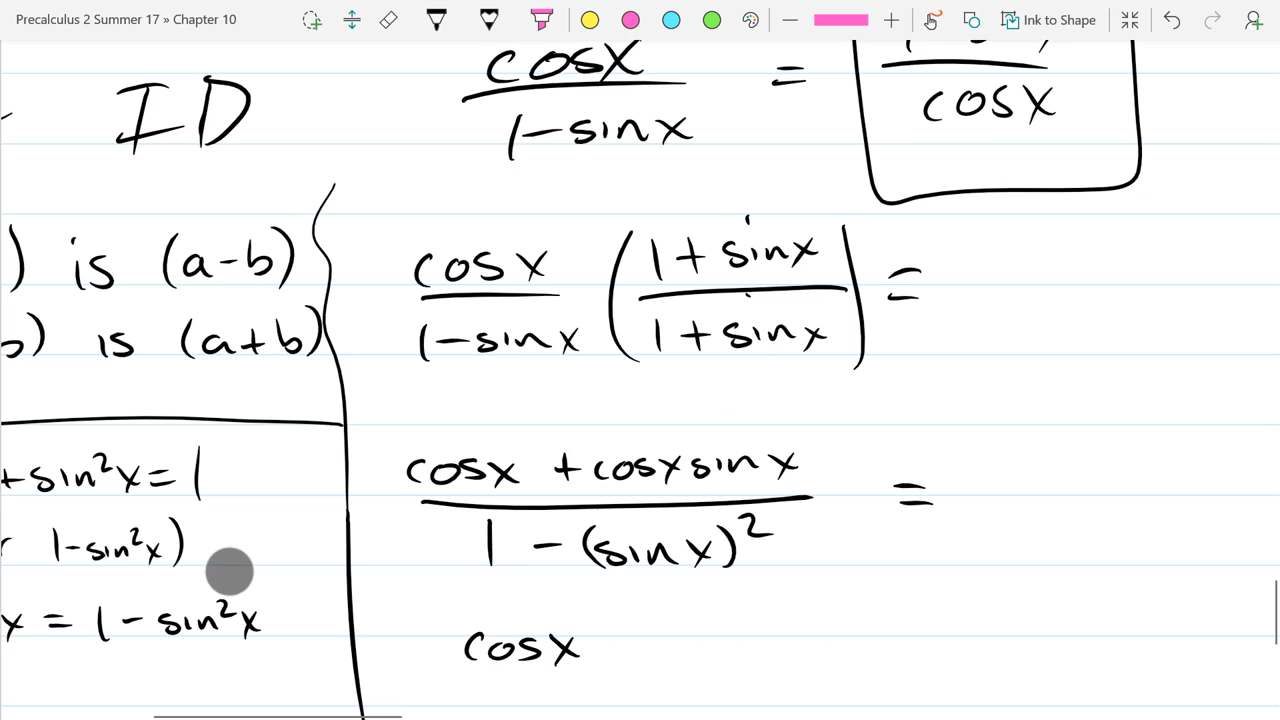 Precalculus 2 Summer 17 » Chapter 10
Ink to Shape
ID
cosx
1-sinx
=
cosx
) is (a-b)
b) is (a+b)
cosx
1-sinx
( 1 + sinx
1 + sinx ) =
+sin²x=1
1-sin²x)
x = 1 - sin²x
cosx + cosxsinx
1 - (sinx)²
=
cosx